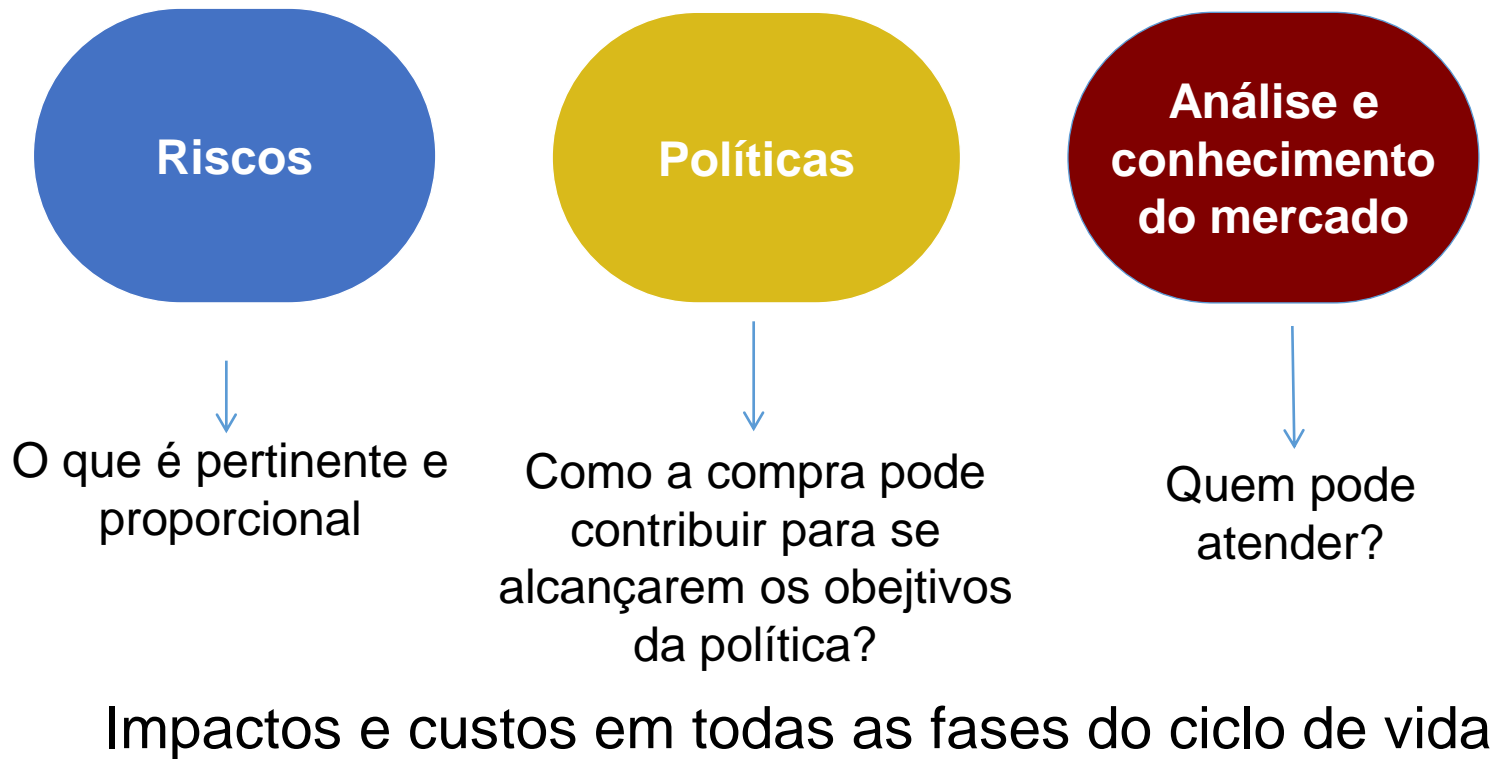 Riscos
Políticas
Análise e
conhecimento
do mercado
O que é pertinente e
proporcional
Como a compra pode
contribuir para se
alcançarem os obejtivos
da política?
Quem pode
atender?
Impactos e custos em todas as fases do ciclo de vida